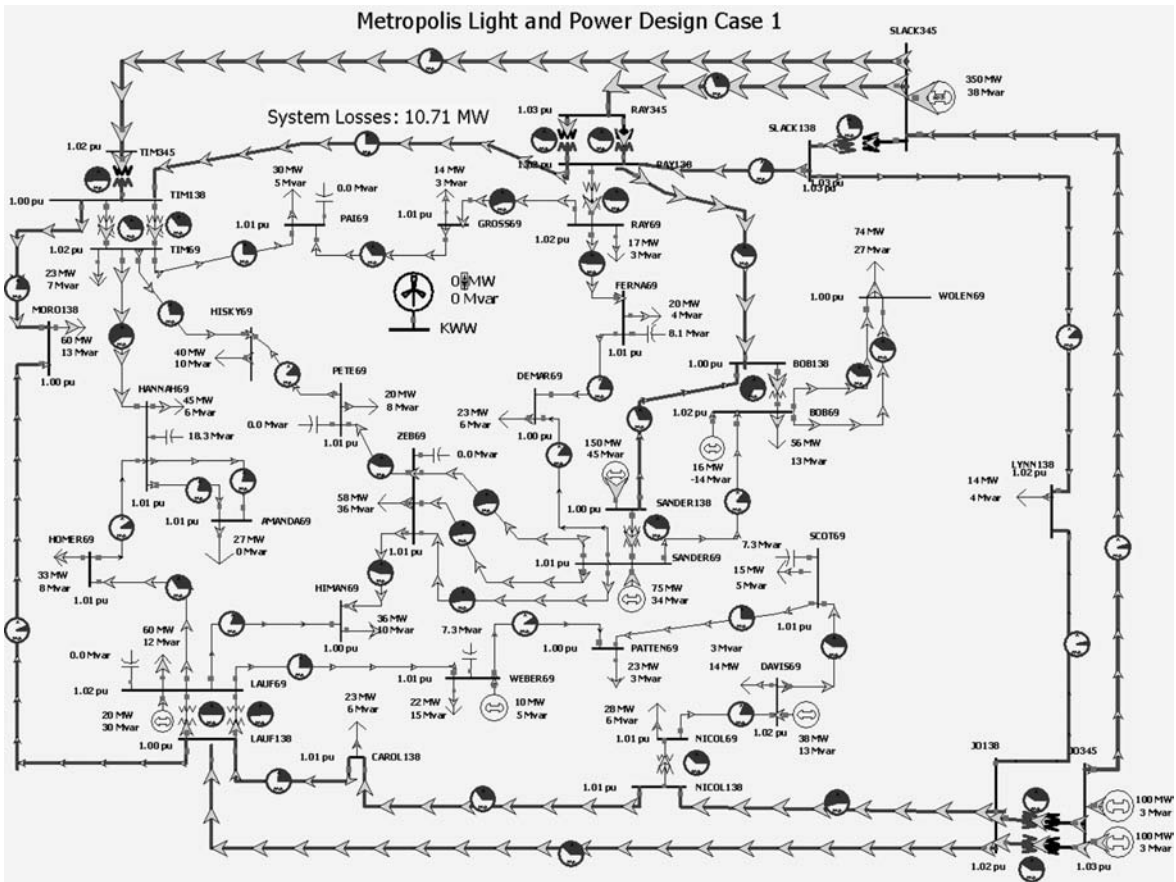 Metropolis Light and Power Design Case 1
SLACK345
350 MW
38 Mvar
System Losses: 10.71 MW
1.03 pu
RAY345
SLACK138
1.02 pu
TIM345
RAY138
1.03 pu
1.03 pu
30 MW
5 Mvar
0.0 Mvar
14 MW
3 Mvar
1.00 pu
TIM138
PAI69
1.01 pu
1.01 pu
GROSS69
1.02 pu
RAY69
1.02 pu
TIM69
17 MW
3 Mvar
74 MW
27 Mvar
23 MW
7 Mvar
0 MW
0 Mvar
KWW
FERNA69
20 MW
4 Mvar
8.1 Mvar
1.01 pu
1.00 pu
WOLEN69
MORO138
60 MW
13 Mvar
1.00 pu
HISKY69
40 MW
10 Mvar
PETE69
20 MW
8 Mvar
0.0 Mvar
1.01 pu
DEMAR69
23 MW
6 Mvar
1.00 pu
1.00 pu
BOB138
1.02 pu
BOB69
16 MW
-14 Mvar
56 MW
13 Mvar
HANNAH69
45 MW
6 Mvar
18.3 Mvar
1.01 pu
ZEB69
0.0 Mvar
58 MW
36 Mvar
1.01 pu
150 MW
45 Mvar
SANDER138
1.00 pu
LYNN138
1.02 pu
14 MW
4 Mvar
1.01 pu
AMANDA69
27 MW
0 Mvar
HOMER69
33 MW
8 Mvar
1.01 pu
SANDER69
1.01 pu
75 MW
34 Mvar
SCOT69
7.3 Mvar
15 MW
5 Mvar
1.01 pu
HIMAN69
36 MW
10 Mvar
1.01 pu
60 MW
12 Mvar
0.0 Mvar
7.3 Mvar
1.00 pu
PATTEN69
3 Mvar
23 MW
3 Mvar
14 MW
DAVIS69
1.02 pu
38 MW
13 Mvar
1.02 pu
LAUF69
1.01 pu
WEBER69
22 MW
15 Mvar
10 MW
5 Mvar
20 MW
30 Mvar
1.00 pu
LAUF138
23 MW
6 Mvar
1.01 pu
CAROL138
28 MW
6 Mvar
1.01 pu
NICOL69
1.01 pu
NICOL138
JO138
JO345
100 MW
3 Mvar
100 MW
3 Mvar
1.02 pu
1.03 pu